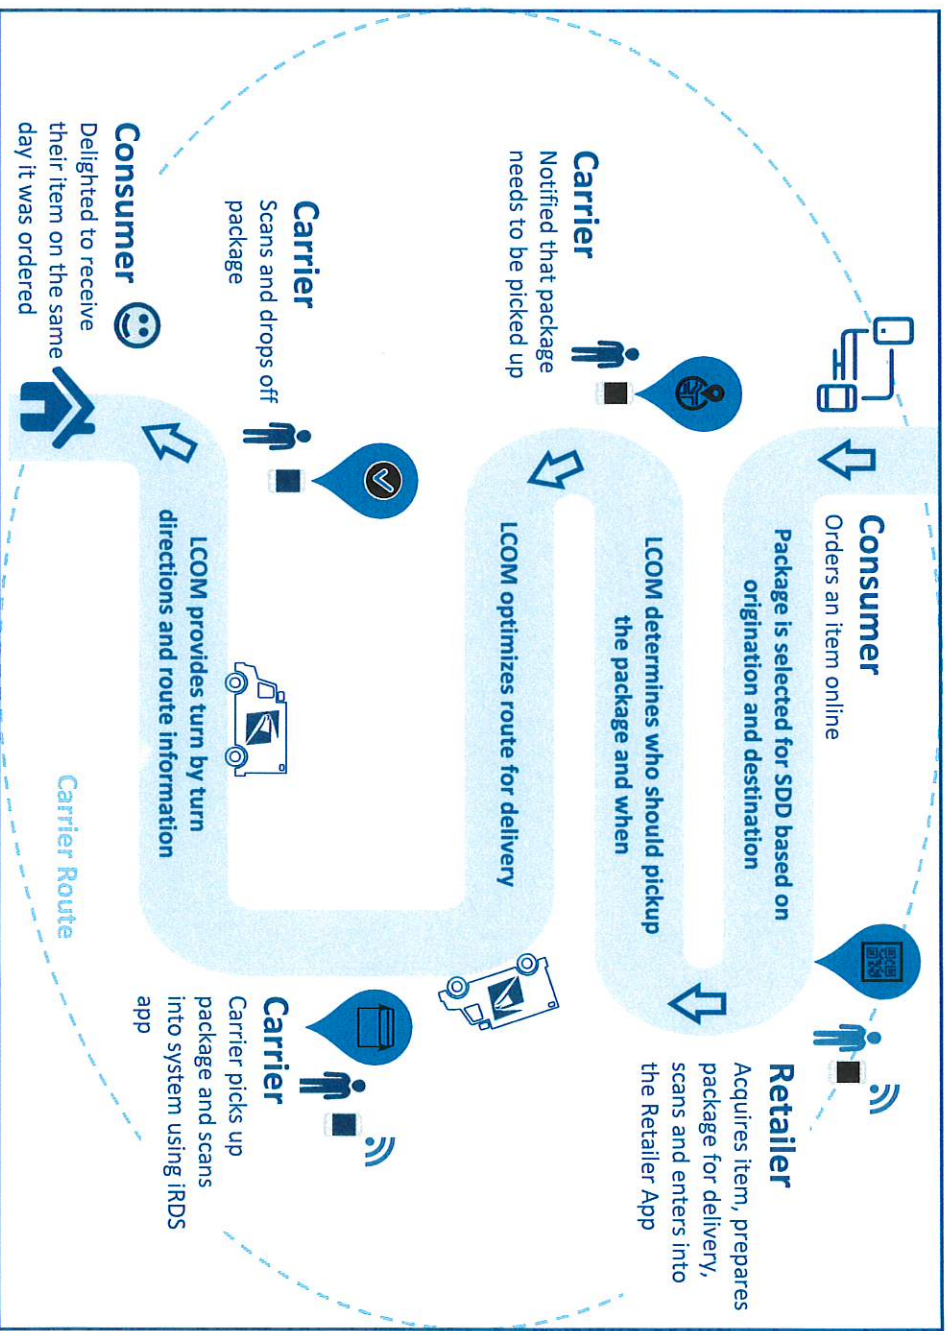 Consumer
Orders an item online
Package is selected for SDD based on
origination and destination
Retailer
Acquires item, prepares
package for delivery,
scans and enters into
the Retailer App
LCOM determines who should pickup
the package and when
Carrier
Notified that package
needs to be picked up
LCOM optimizes route for delivery
Carrier
Carrier picks up
package and scans
into system using iRDS
app
LCOM provides turn by turn
directions and route information
Carrier
Scans and drops off
package
Consumer
Delighted to receive
their item on the same
day it was ordered
Carrier Route